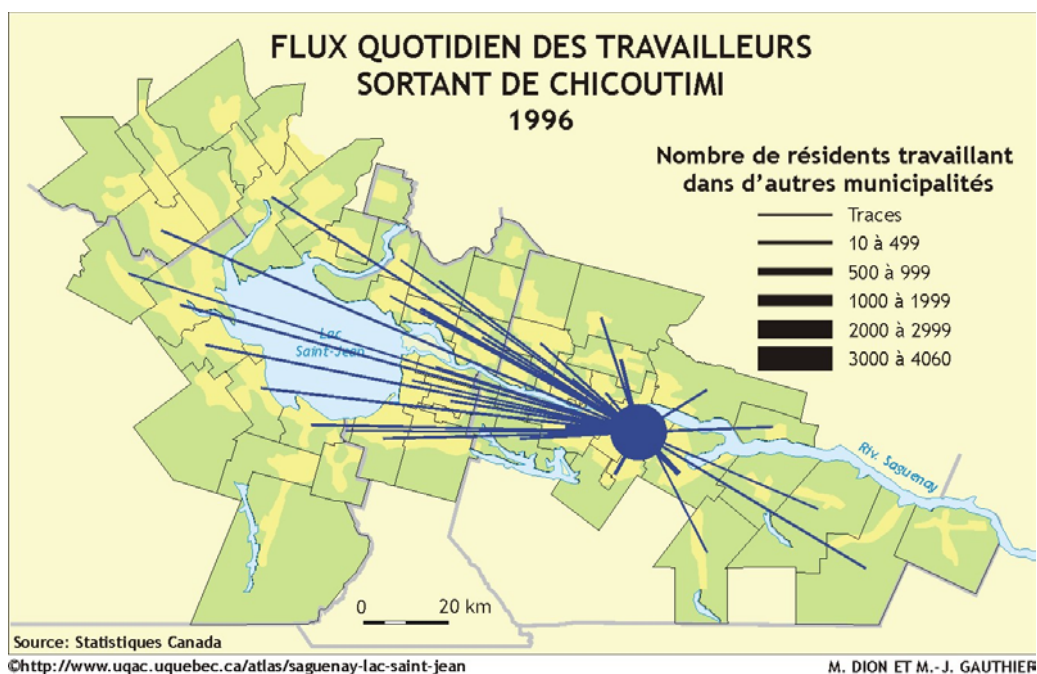 FLUX QUOTIDIEN DES TRAVAILLEURS
SORTANT DE CHICOUTIMI
1996
Nombre de résidents travaillant
dans d'autres municipalités
Traces
10 à 499
500 à 999
1000 à 1999
2000 à 2999
3000 à 4060
Lac
Saint-Jean
Riv. Saguenay
0 20 km
Source: Statistiques Canada
©http://www.uqac.uquebec.ca/atlas/saguenay-lac-saint-jean
M. DION ET M.-J. GAUTHIER